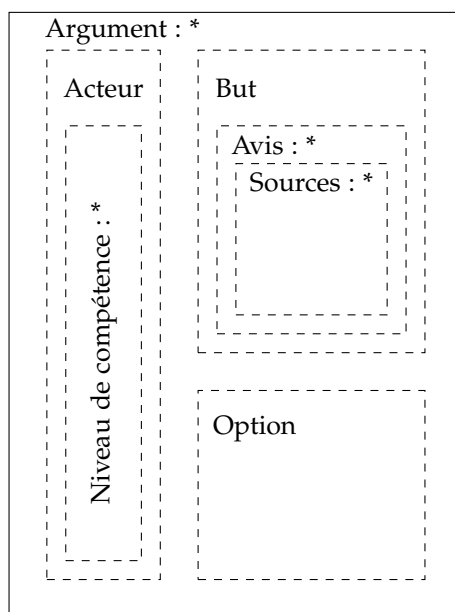 Argument : *
Acteur
Niveau de compétence : *
But
Avis : *
Sources : *
Option